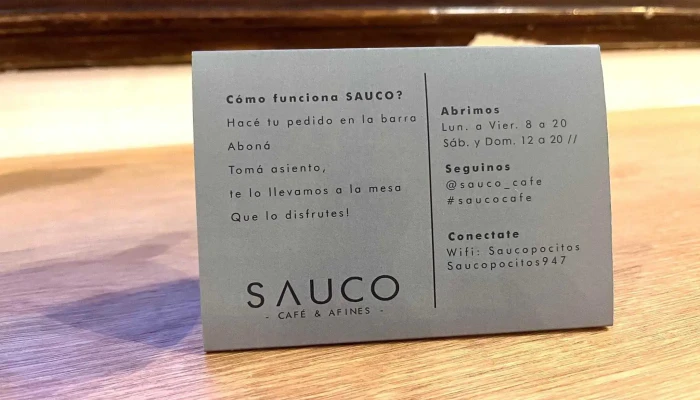 Cómo funciona SAUCO?
Hacé tu pedido en la barra
Aboná
Tomá asiento,
te lo llevamos a la mesa
Que lo disfrutes!
SAUCO
- CAFÉ & AFINES -
Abrimos
Lun. a Vier. 8 a 20
Sáb. y Dom. 12 a 20 //
Seguinos
@sauco_cafe
#saucocafe
Conectate
Wifi: Saucopocitos
Saucopocitos947